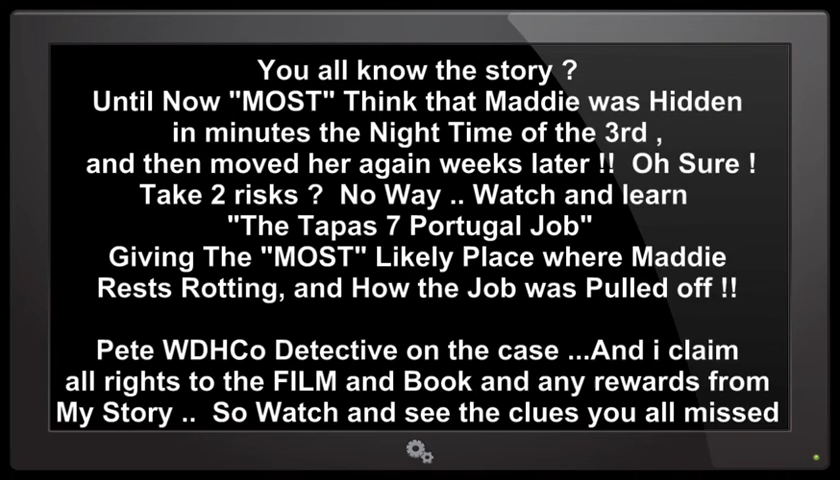 You all know the story ?
Until Now "MOST" Think that Maddie was Hidden
in minutes the Night Time of the 3rd ,
and then moved her again weeks later !! Oh Sure !
Take 2 risks ? No Way .. Watch and learn
"The Tapas 7 Portugal Job"
Giving The "MOST" Likely Place where Maddie
Rests Rotting, and How the Job was Pulled off !!
Pete WDHCo Detective on the case ...And i claim
all rights to the FILM and Book and any rewards from
My Story .. So Watch and see the clues you all missed